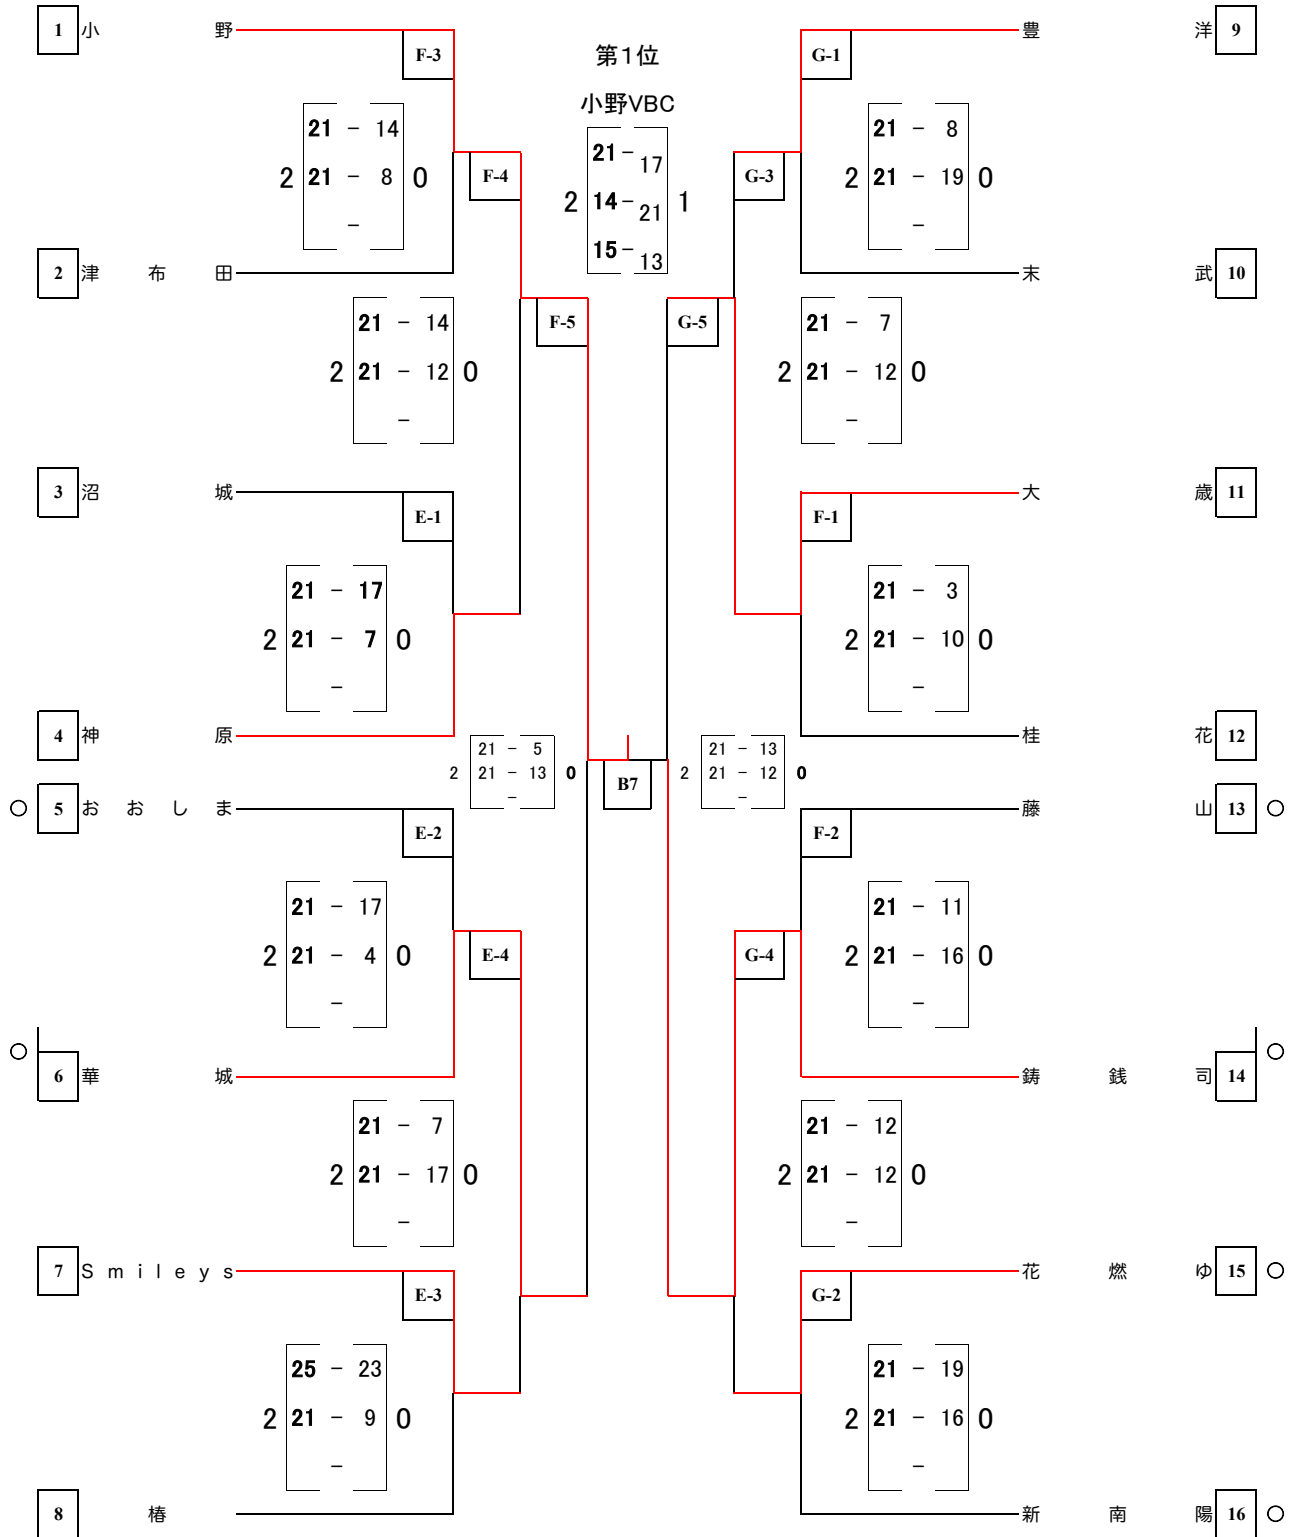 1 小 野 豊 洋 9
F-3 第1位 G-1
小野VBC
21 - 14 21 - 8
21 - 17
2 21 - 8 0 F-4 G-3 2 21 - 19 0
2 14 - 21 1
- -
15 - 13
2 津 布 田 末 武 10
21 - 14 F-5 G-5 21 - 7
2 21 - 12 0 2 21 - 12 0
- -
3 沼 城 大 歳 11
E-1 F-1
21 - 17 21 - 3
2 21 - 7 0 2 21 - 10 0
- -
4 神 原 桂 花 12
21 - 5 21 - 13
2 21 - 13 0 B7 2 21 - 12 0
- -
○ 5 お お し ま 藤 山 13 ○
E-2 F-2
21 - 17 21 - 11
2 21 - 4 0 E-4 G-4 2 21 - 16 0
- -
○ ○
6 華 城 鋳 銭 司 14
21 - 7 21 - 12
2 21 - 17 0 2 21 - 12 0
- -
7 S m i l e y s 花 燃 ゆ 15 ○
E-3 G-2
25 - 23 21 - 19
2 21 - 9 0 2 21 - 16 0
- -
8 椿 新 南 陽 16 ○